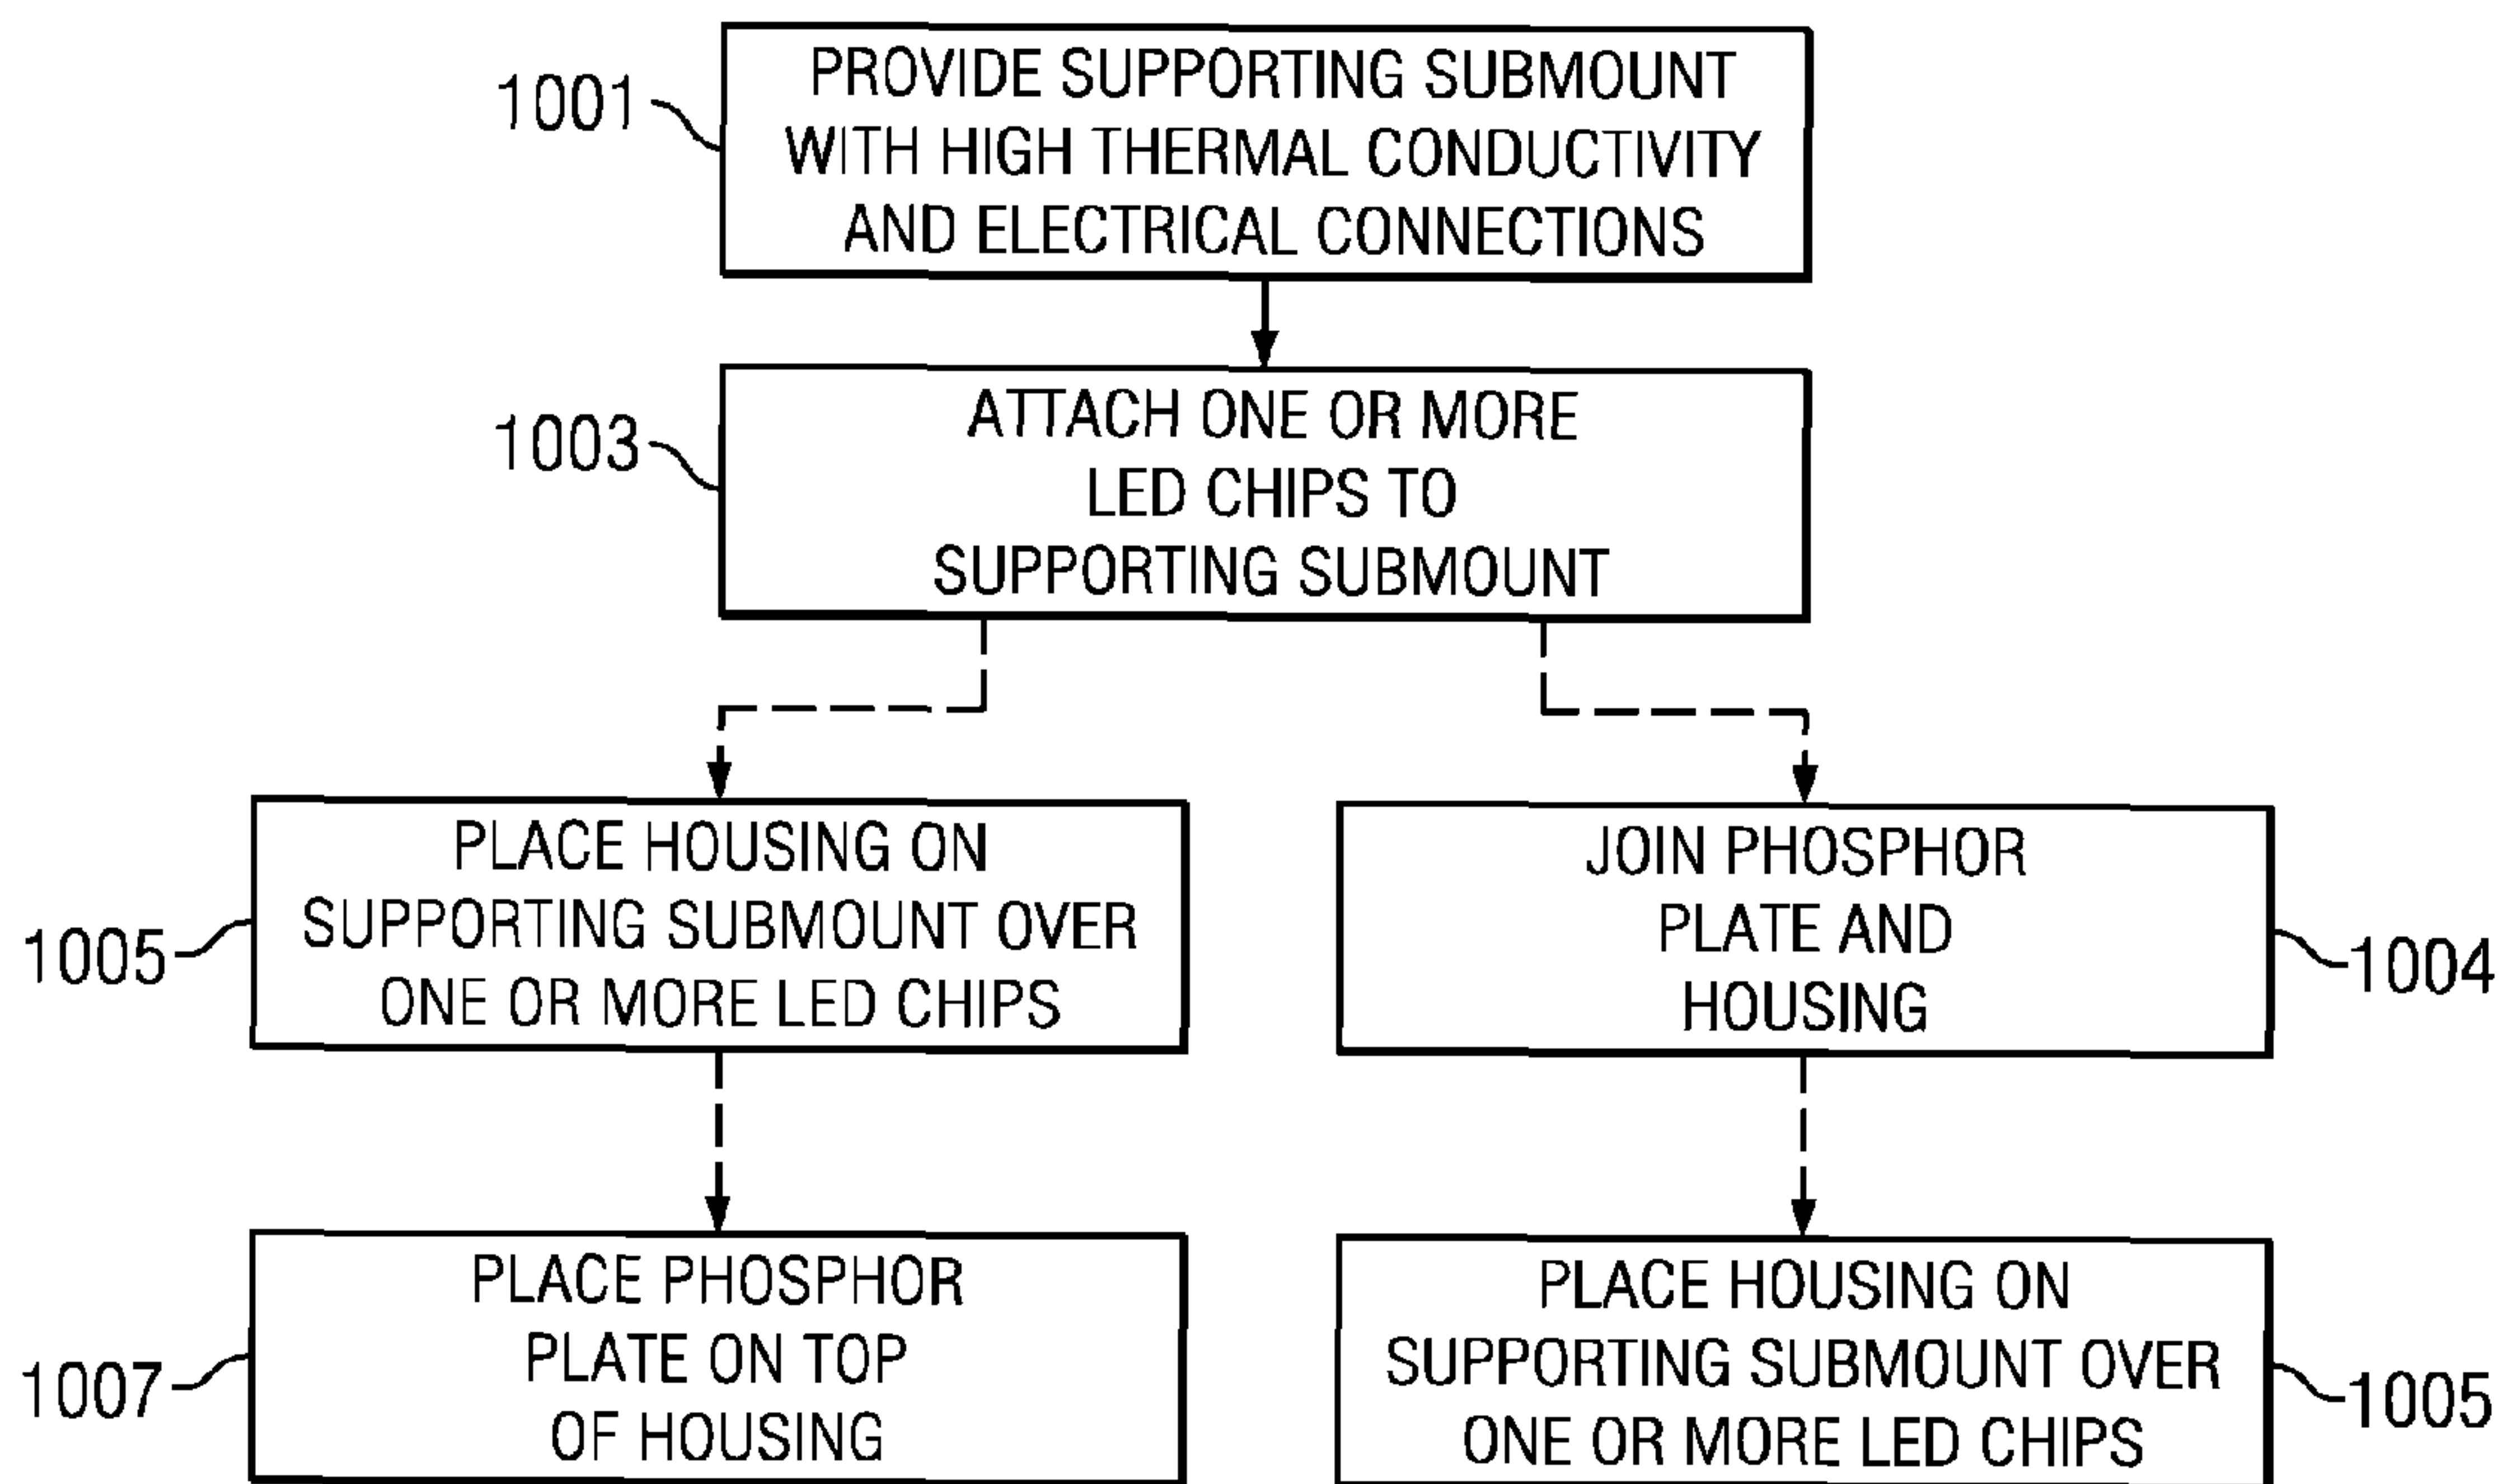 1001
PROVIDE SUPPORTING SUBMOUNT
WITH HIGH THERMAL CONDUCTIVITY
AND ELECTRICAL CONNECTIONS
1003
ATTACH ONE OR MORE
LED CHIPS TO
SUPPORTING SUBMOUNT
1005
PLACE HOUSING ON
SUPPORTING SUBMOUNT OVER
ONE OR MORE LED CHIPS
JOIN PHOSPHOR
PLATE AND
HOUSING
1004
1007
PLACE PHOSPHOR
PLATE ON TOP
OF HOUSING
PLACE HOUSING ON
SUPPORTING SUBMOUNT OVER
ONE OR MORE LED CHIPS
1005